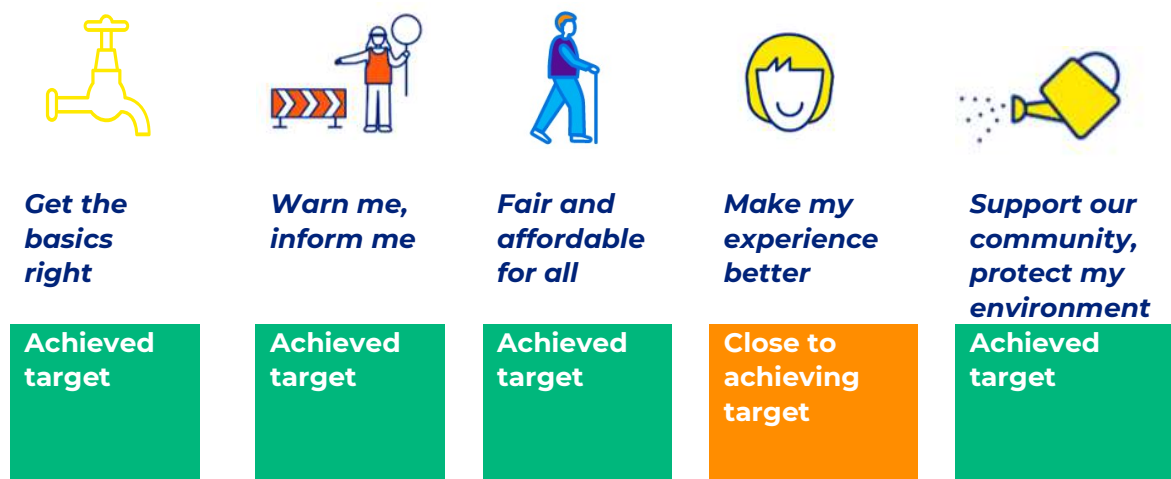 Get the
basics
right
Achieved
target
Warn me,
inform me
Achieved
target
Fair and
affordable
for all
Achieved
target
Make my
experience
better
Close to
achieving
target
Support our
community,
protect my
environment
Achieved
target